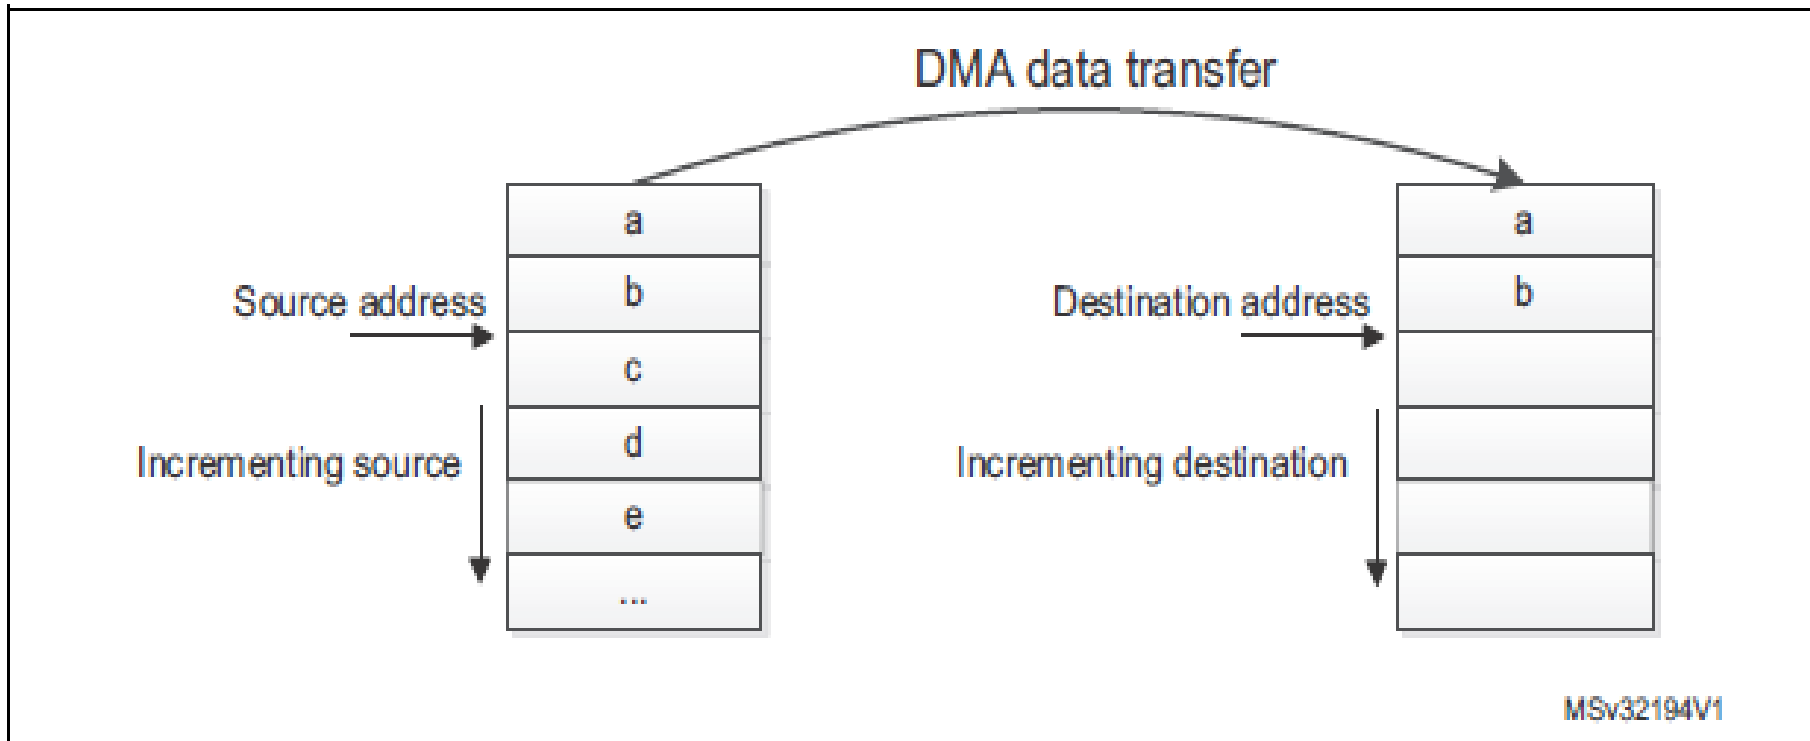 DMA data transfer
a
a
Source address
b
Destination address
b
c
Incrementing source
d
Incrementing destination
e
...
MSv32194V1